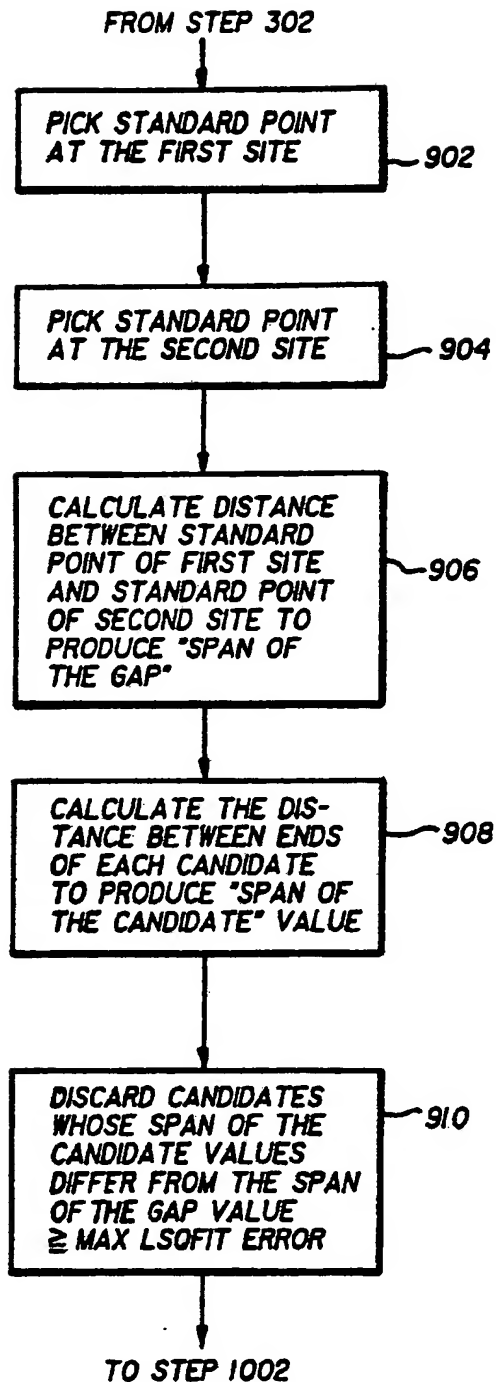 FROM STEP 302
PICK STANDARD POINT
AT THE FIRST SITE
902
PICK STANDARD POINT
AT THE SECOND SITE
904
CALCULATE DISTANCE
BETWEEN STANDARD
POINT OF FIRST SITE
AND STANDARD POINT
OF SECOND SITE TO
PRODUCE "SPAN OF
THE GAP"
906
CALCULATE THE DIS-
TANCE BETWEEN ENDS
OF EACH CANDIDATE
TO PRODUCE "SPAN OF
THE CANDIDATE" VALUE
908
DISCARD CANDIDATES
WHOSE SPAN OF THE
CANDIDATE VALUES
DIFFER FROM THE SPAN
OF THE GAP VALUE
≧ MAX LSQFIT ERROR
910
TO STEP 1002